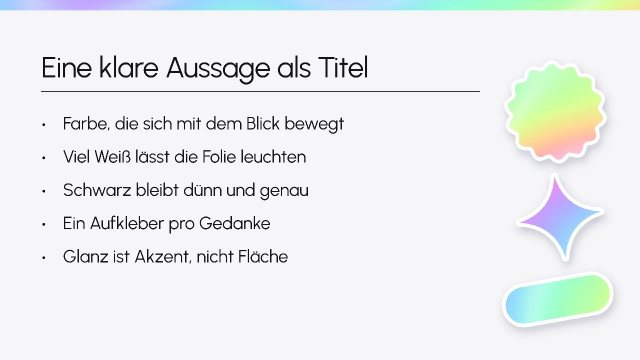 Eine klare Aussage als Titel
• Farbe, die sich mit dem Blick bewegt
• Viel Weiß lässt die Folie leuchten
• Schwarz bleibt dünn und genau
• Ein Aufkleber pro Gedanke
• Glanz ist Akzent, nicht Fläche